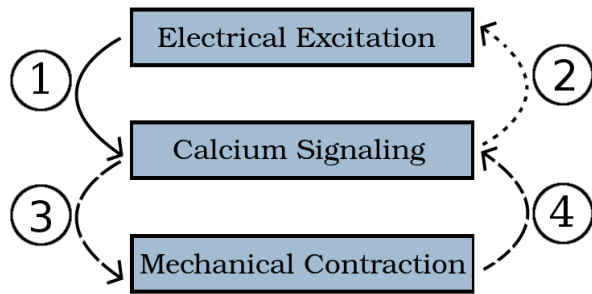 Electrical Excitation
1
2
Calcium Signaling
3
4
Mechanical Contraction